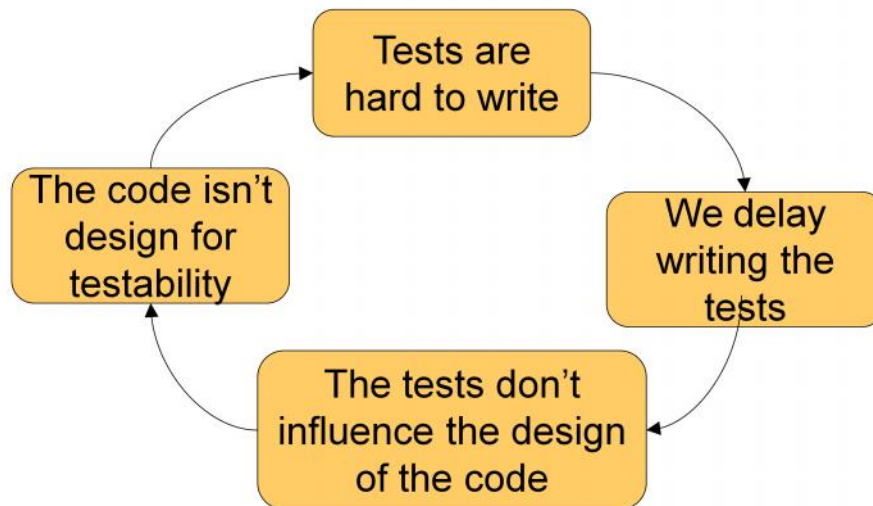 Tests are
hard to write
The code isn’t
design for
testability
We delay
writing the
tests
The tests don’t
influence the design
of the code